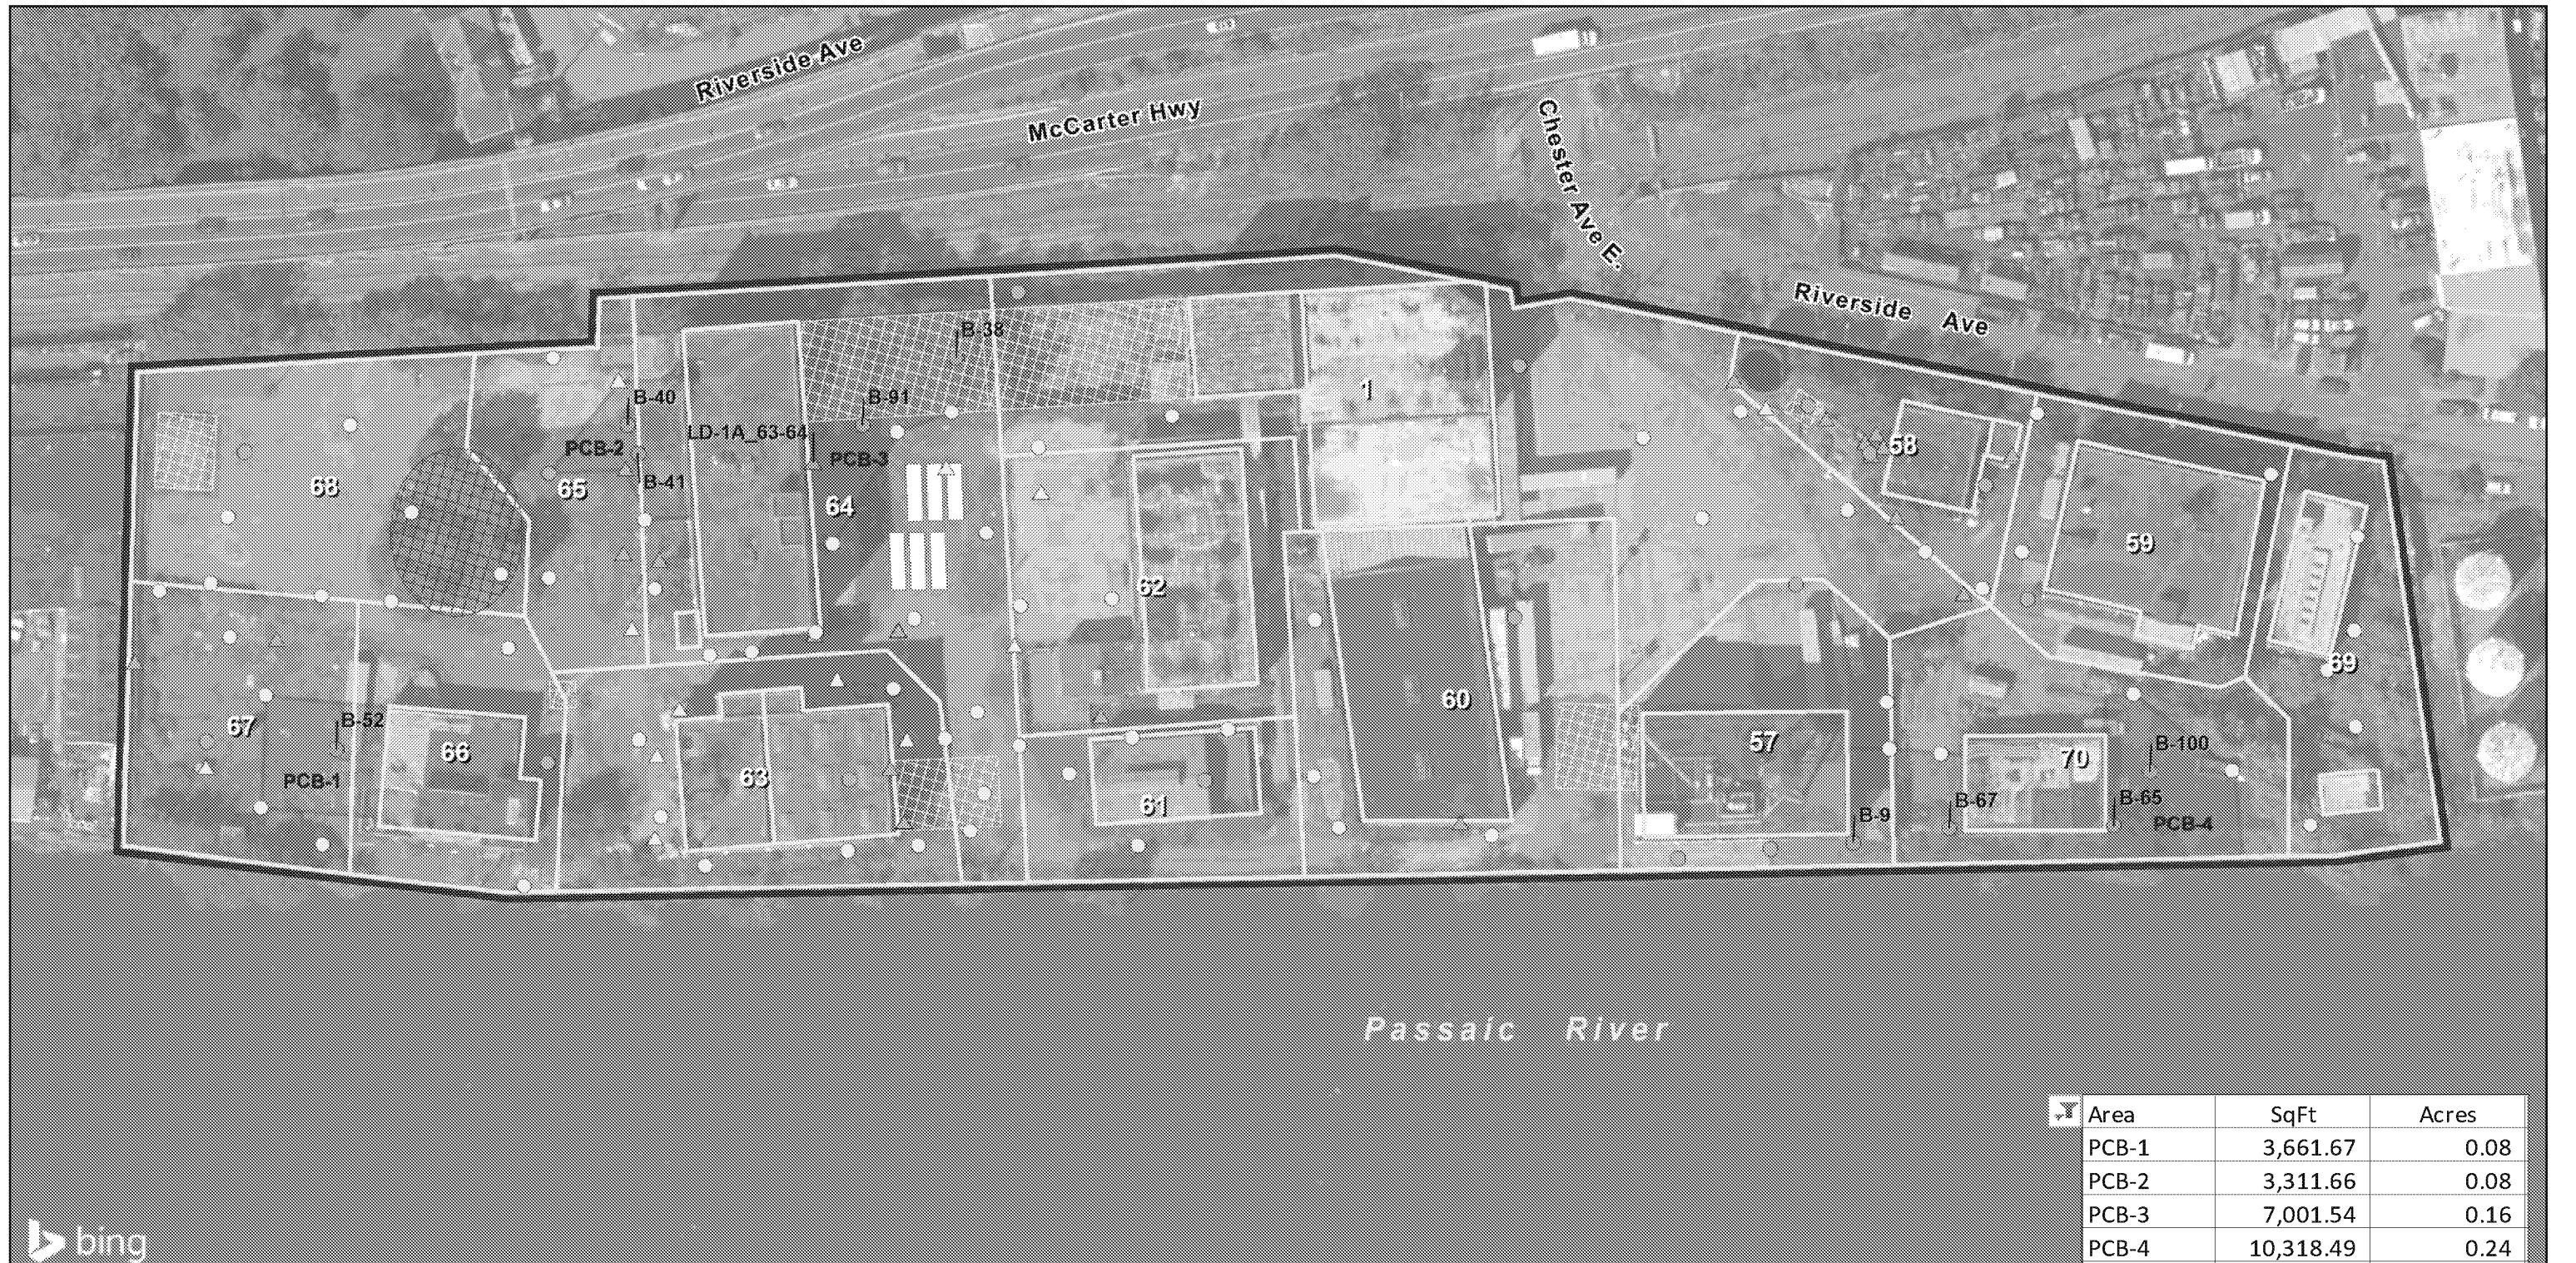 Riverside Ave
McCarter Hwy
Chester Ave E.
Riverside Ave
B-38
1
B-40
B-91
LD-1A_63-64
PCB-2
PCB-3
58
B-41
68
65
64
59
62
69
60
67
B-52
66
PCB-1
63
61
57
B-100
70
B-67
B-65
B-9
PCB-4
Passaic River
Area SqFt Acres
PCB-1 3,661.67 0.08
PCB-2 3,311.66 0.08
PCB-3 7,001.54 0.16
PCB-4 10,318.49 0.24
bing